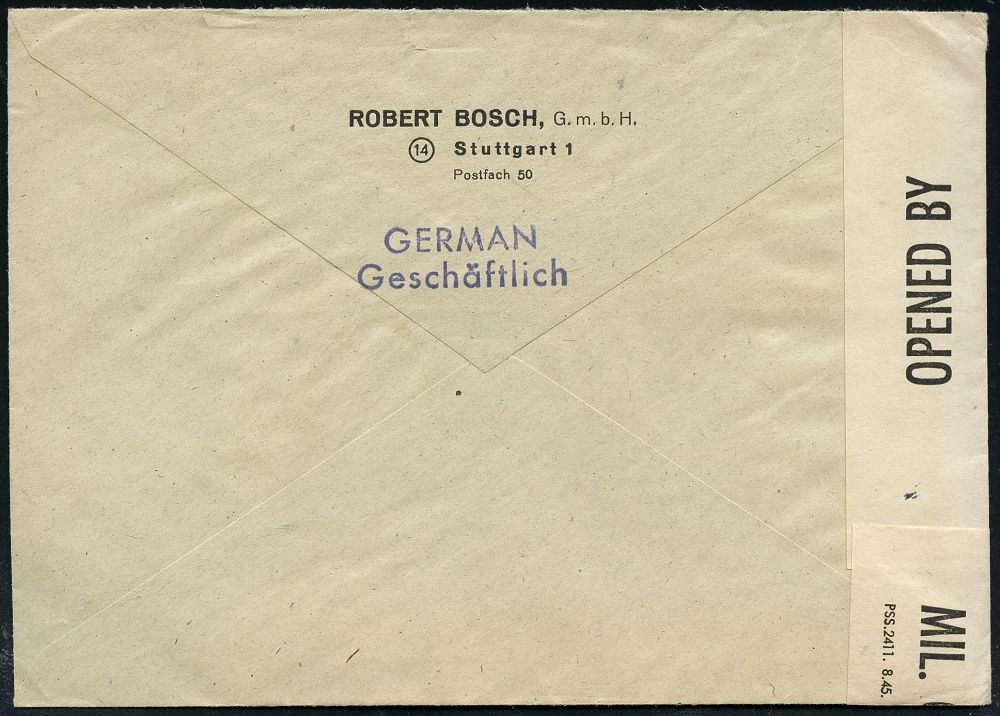 ROBERT BOSCH, G. m. b. H.
(14) Stuttgart 1
Postfach 50
GERMAN
Geschäftlich
OPENED BY
MIL.
PSS.2411. 8.45.